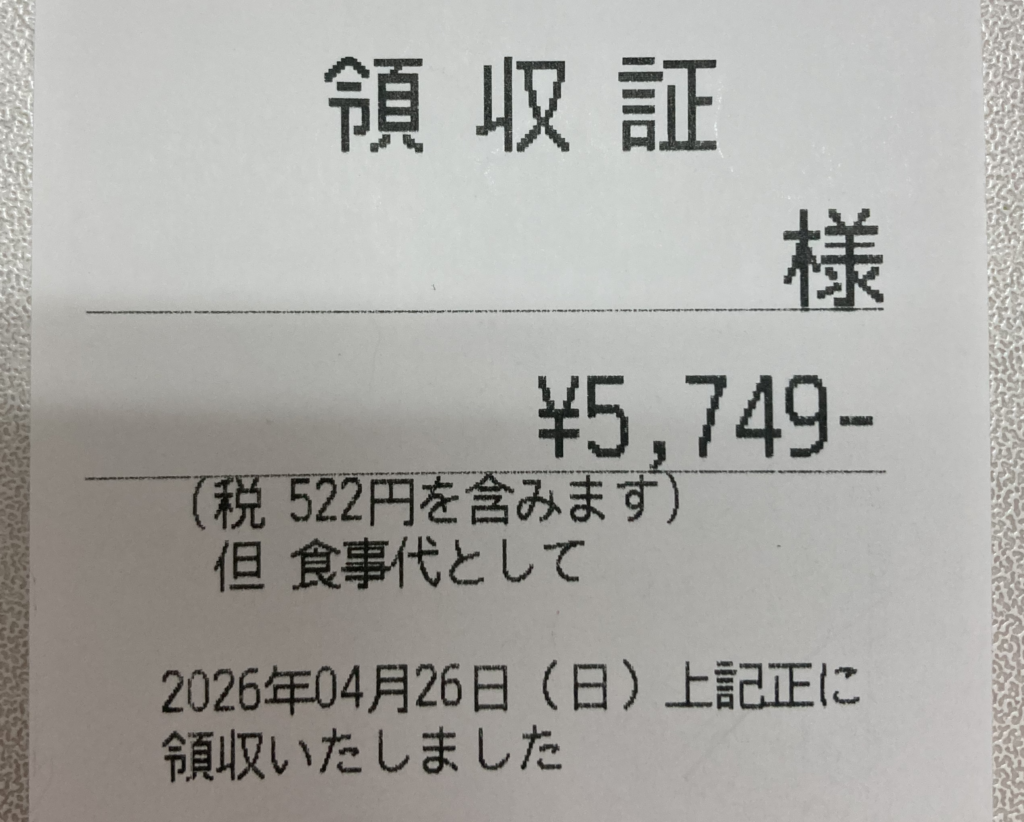 領収証
様
¥5,749-
(税 522円を含みます)
但 食事代として
2026年04月26日(日)上記正に
領収いたしました